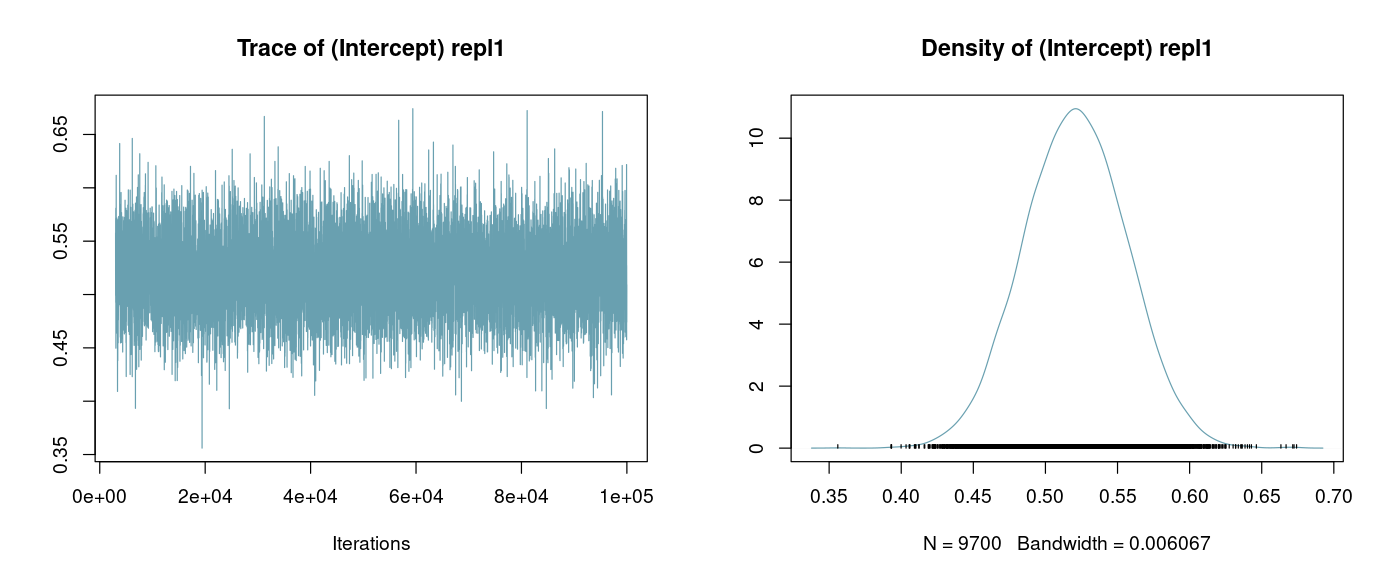 Trace of (Intercept) repl1
0.65
0.55
0.45
0.35
0e+00 2e+04 4e+04 6e+04 8e+04 1e+05
Iterations
Density of (Intercept) repl1
10
8
6
4
2
0
0.35 0.40 0.45 0.50 0.55 0.60 0.65 0.70
N = 9700 Bandwidth = 0.006067